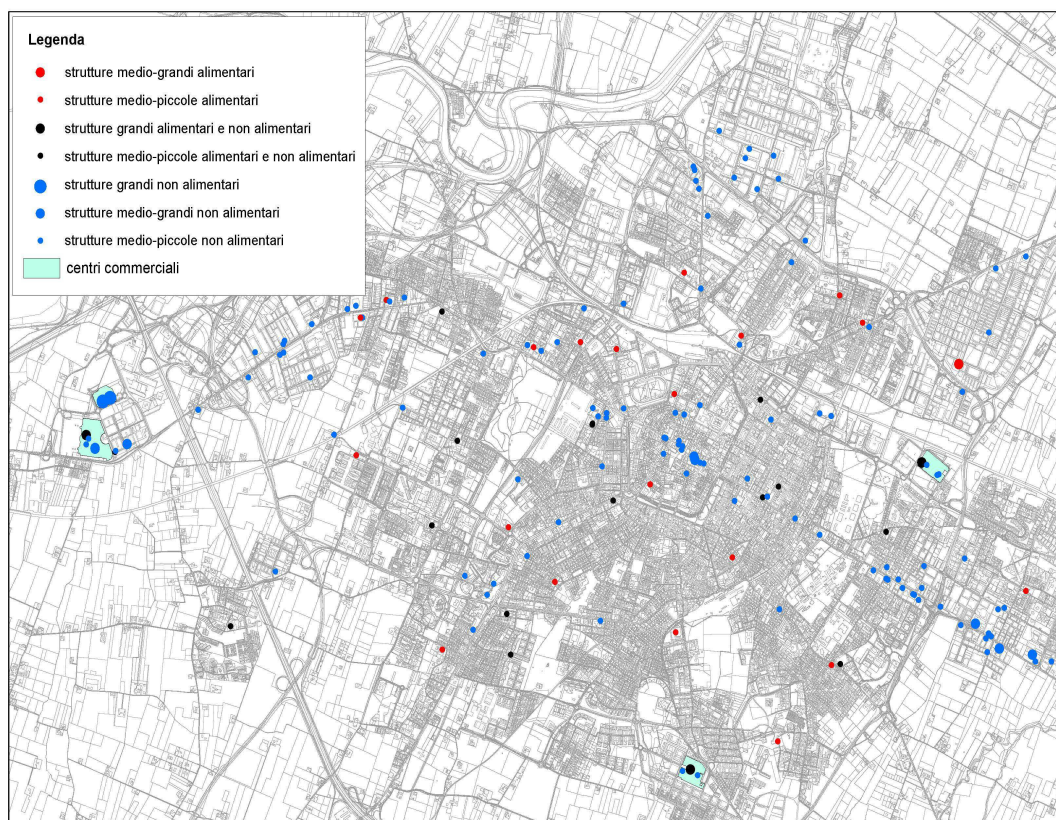 Legenda
strutture medio-grandi alimentari
strutture medio-piccole alimentari
strutture grandi alimentari e non alimentari
strutture medio-piccole alimentari e non alimentari
strutture grandi non alimentari
strutture medio-grandi non alimentari
strutture medio-piccole non alimentari
centri commerciali